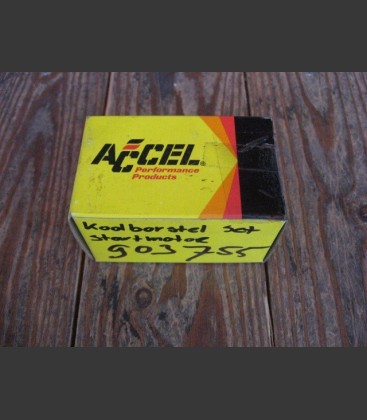 ACCEL®
Performance
Products
Koolborstel Set
Startmotor
903755